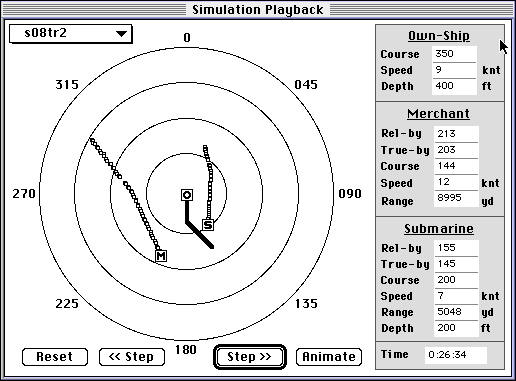 Simulation Playback
s08tr2
0
045
090
135
180
225
270
315
O
S
M
Reset
<< Step
Step >>
Animate
Own-Ship
Course 350
Speed 9 knt
Depth 400 ft
Merchant
Rel-by 213
True-by 203
Course 144
Speed 12 knt
Range 8995 yd
Submarine
Rel-by 155
True-by 145
Course 200
Speed 7 knt
Range 5048 yd
Depth 200 ft
Time 0:26:34